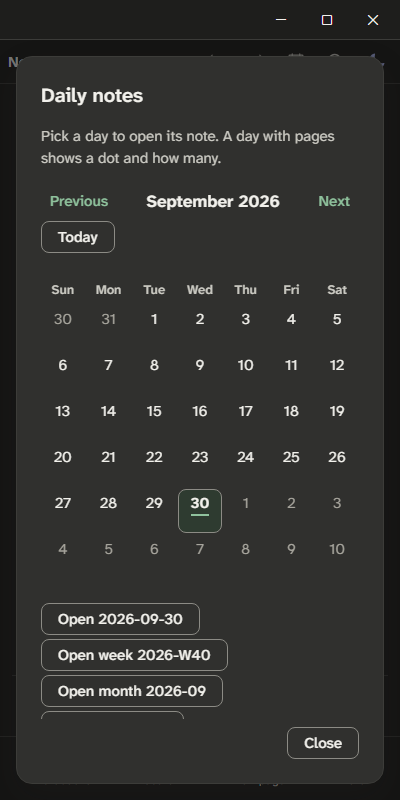 Daily notes
Pick a day to open its note. A day with pages
shows a dot and how many.
Previous September 2026 Next
Today
Sun Mon Tue Wed Thu Fri Sat
30 31 1 2 3 4 5
6 7 8 9 10 11 12
13 14 15 16 17 18 19
20 21 22 23 24 25 26
27 28 29 30 1 2 3
4 5 6 7 8 9 10
Open 2026-09-30
Open week 2026-W40
Open month 2026-09
Close